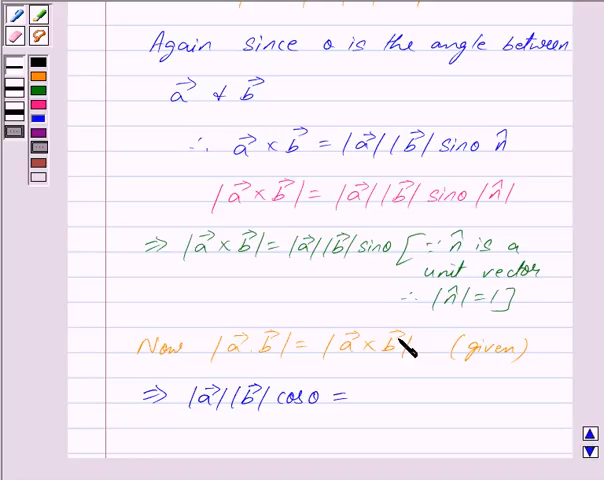 Again since θ is the angle between
a⃗ & b⃗
∴ a⃗ × b⃗ = |a⃗| |b⃗| sinθ n̂
|a⃗ × b⃗| = |a⃗| |b⃗| sinθ |n̂|
⇒ |a⃗ × b⃗| = |a⃗| |b⃗| sinθ [∵ n̂ is a
unit vector
∴ |n̂| = 1]
Now |a⃗ . b⃗| = |a⃗ × b⃗| (given)
⇒ |a⃗| |b⃗| cosθ =